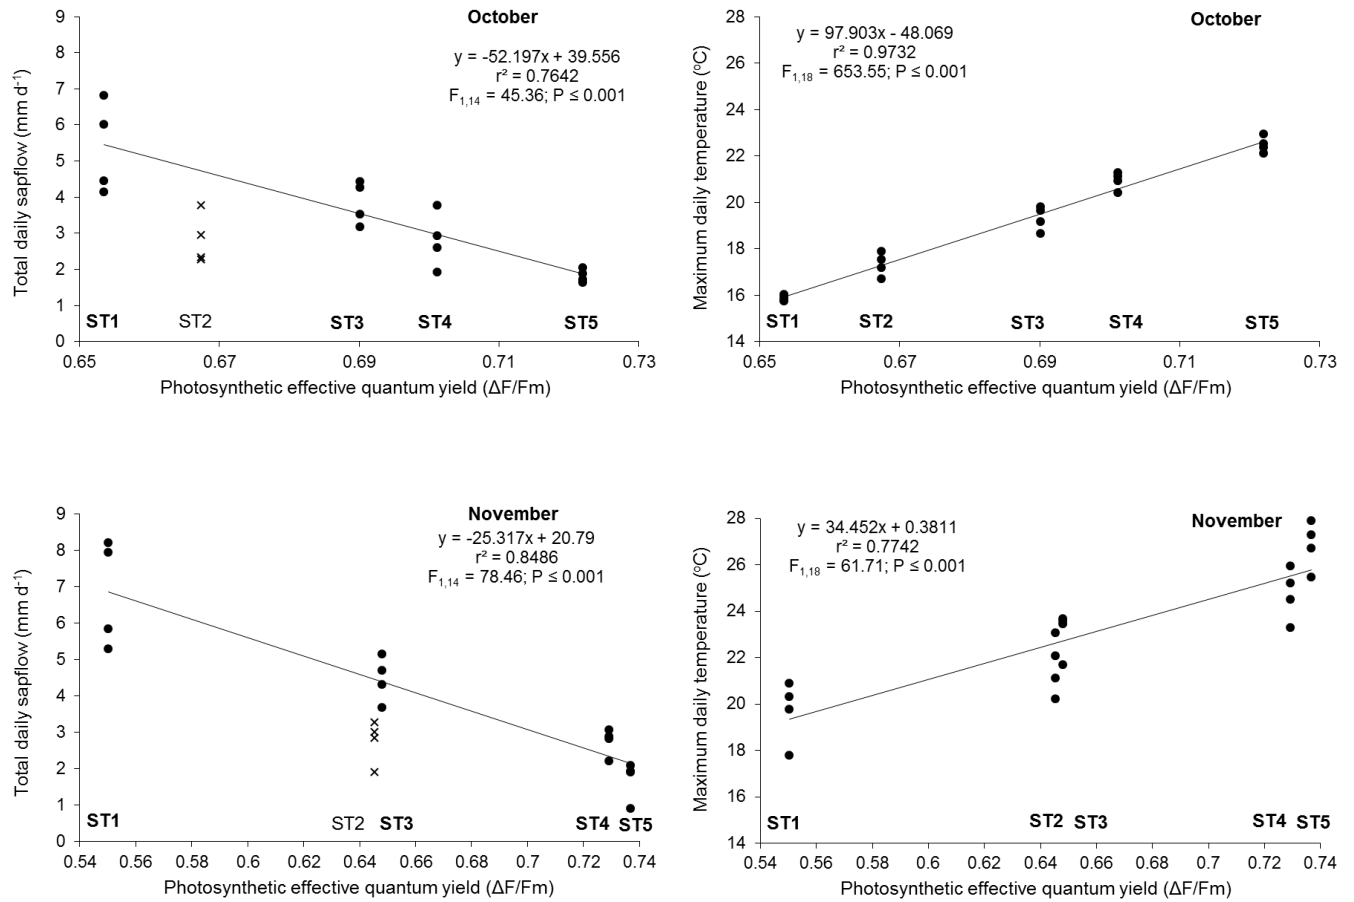 October
y = -52.197x + 39.556
r² = 0.7642
F1,14 = 45.36; P ≤ 0.001
Total daily sapflow (mm d-1)
9
8
7
6
5
4
3
2
1
0
ST1
ST2
ST3
ST4
ST5
0.65
0.67
0.69
0.71
0.73
Photosynthetic effective quantum yield (ΔF/Fm)
October
y = 97.903x - 48.069
r² = 0.9732
F1,18 = 653.55; P ≤ 0.001
Maximum daily temperature (oC)
28
26
24
22
20
18
16
14
ST1
ST2
ST3
ST4
ST5
0.65
0.67
0.69
0.71
0.73
Photosynthetic effective quantum yield (ΔF/Fm)
November
y = -25.317x + 20.79
r² = 0.8486
F1,14 = 78.46; P ≤ 0.001
Total daily sapflow (mm d-1)
9
8
7
6
5
4
3
2
1
0
ST1
ST2
ST3
ST4
ST5
0.54
0.56
0.58
0.6
0.62
0.64
0.66
0.68
0.7
0.72
0.74
Photosynthetic effective quantum yield (ΔF/Fm)
November
y = 34.452x + 0.3811
r² = 0.7742
F1,18 = 61.71; P ≤ 0.001
Maximum daily temperature (oC)
28
26
24
22
20
18
16
14
ST1
ST2
ST3
ST4
ST5
0.54
0.56
0.58
0.6
0.62
0.64
0.66
0.68
0.7
0.72
0.74
Photosynthetic effective quantum yield (ΔF/Fm)